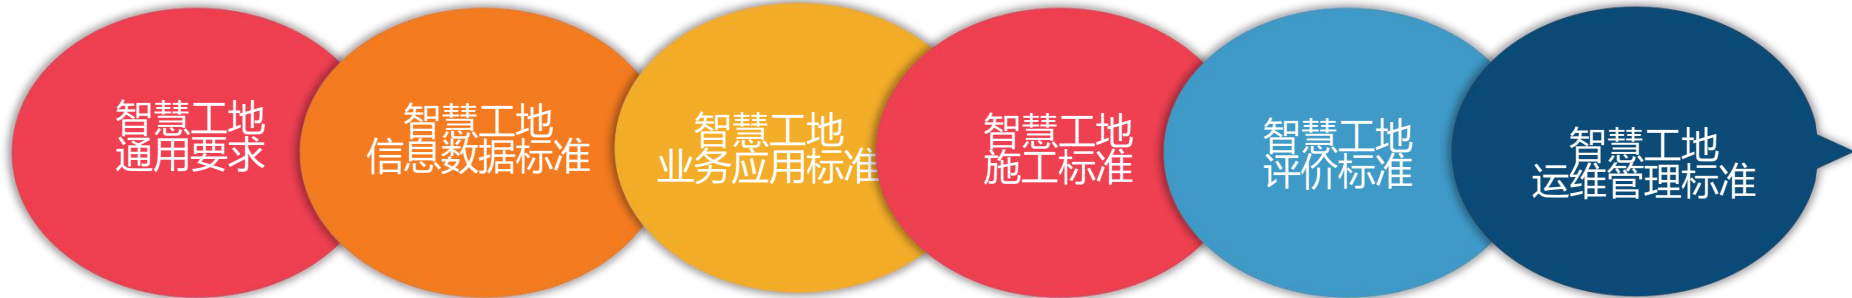 智慧工地
通用要求
智慧工地
信息数据标准
智慧工地
业务应用标准
智慧工地
施工标准
智慧工地
评价标准
智慧工地
运维管理标准